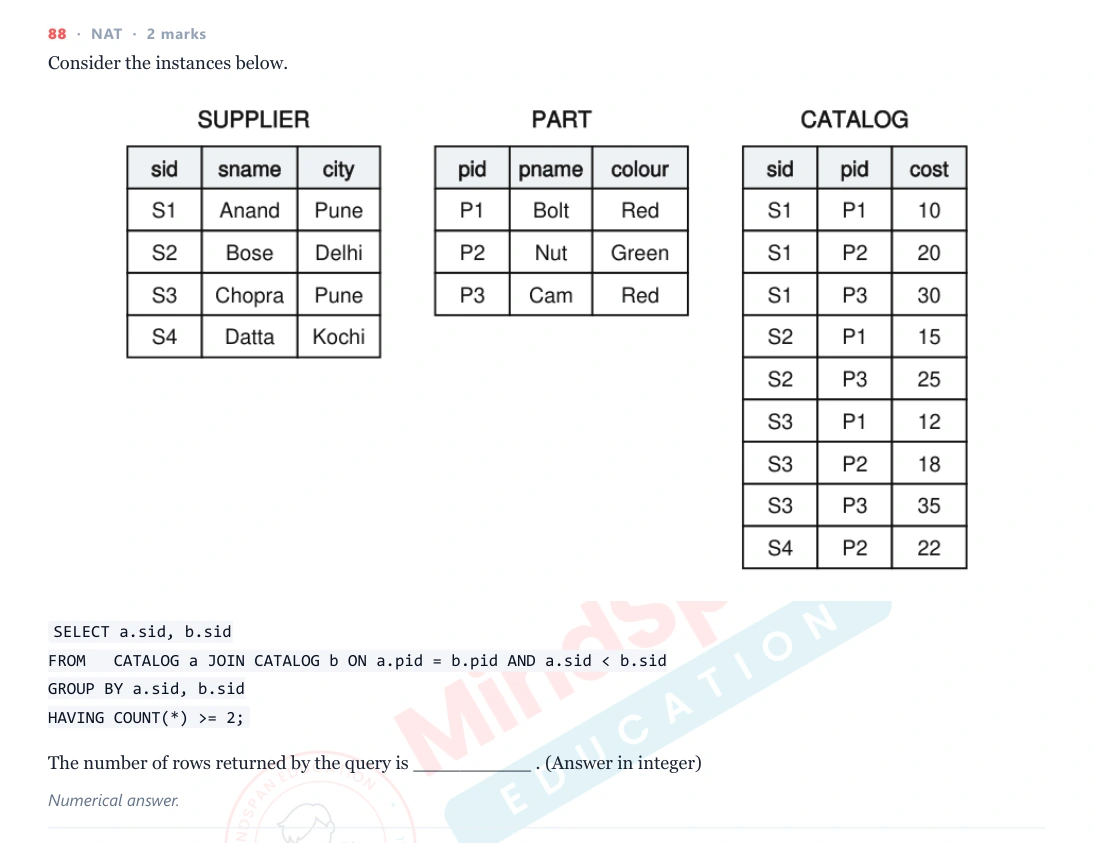 88 · NAT · 2 marks
Consider the instances below.
SUPPLIER
sid sname city
S1 Anand Pune
S2 Bose Delhi
S3 Chopra Pune
S4 Datta Kochi
PART
pid pname colour
P1 Bolt Red
P2 Nut Green
P3 Cam Red
CATALOG
sid pid cost
S1 P1 10
S1 P2 20
S1 P3 30
S2 P1 15
S2 P3 25
S3 P1 12
S3 P2 18
S3 P3 35
S4 P2 22
SELECT a.sid, b.sid
FROM CATALOG a JOIN CATALOG b ON a.pid = b.pid AND a.sid < b.sid
GROUP BY a.sid, b.sid
HAVING COUNT(*) >= 2;
The number of rows returned by the query is ____________ . (Answer in integer)
Numerical answer.
EDUCATION